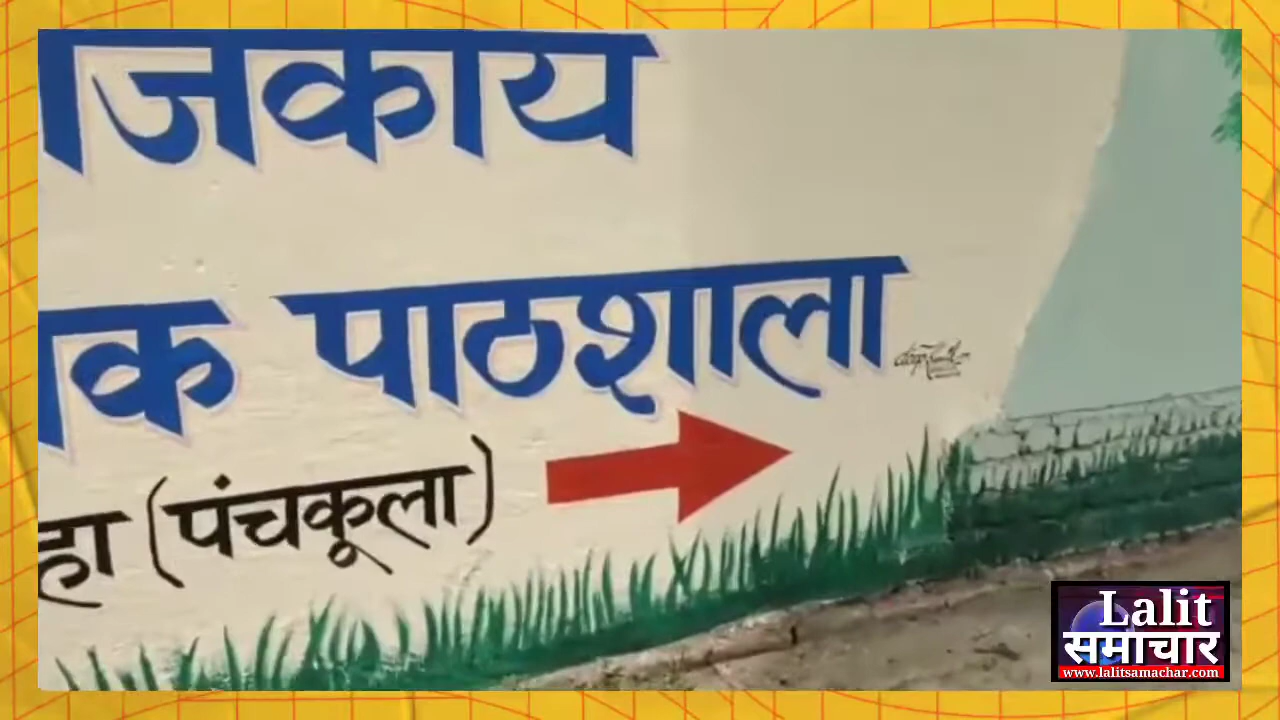 ाजकाय
क पाठशाला
हा (पंचकूला)
Lalit
समाचार
www.lalitsamachar.com